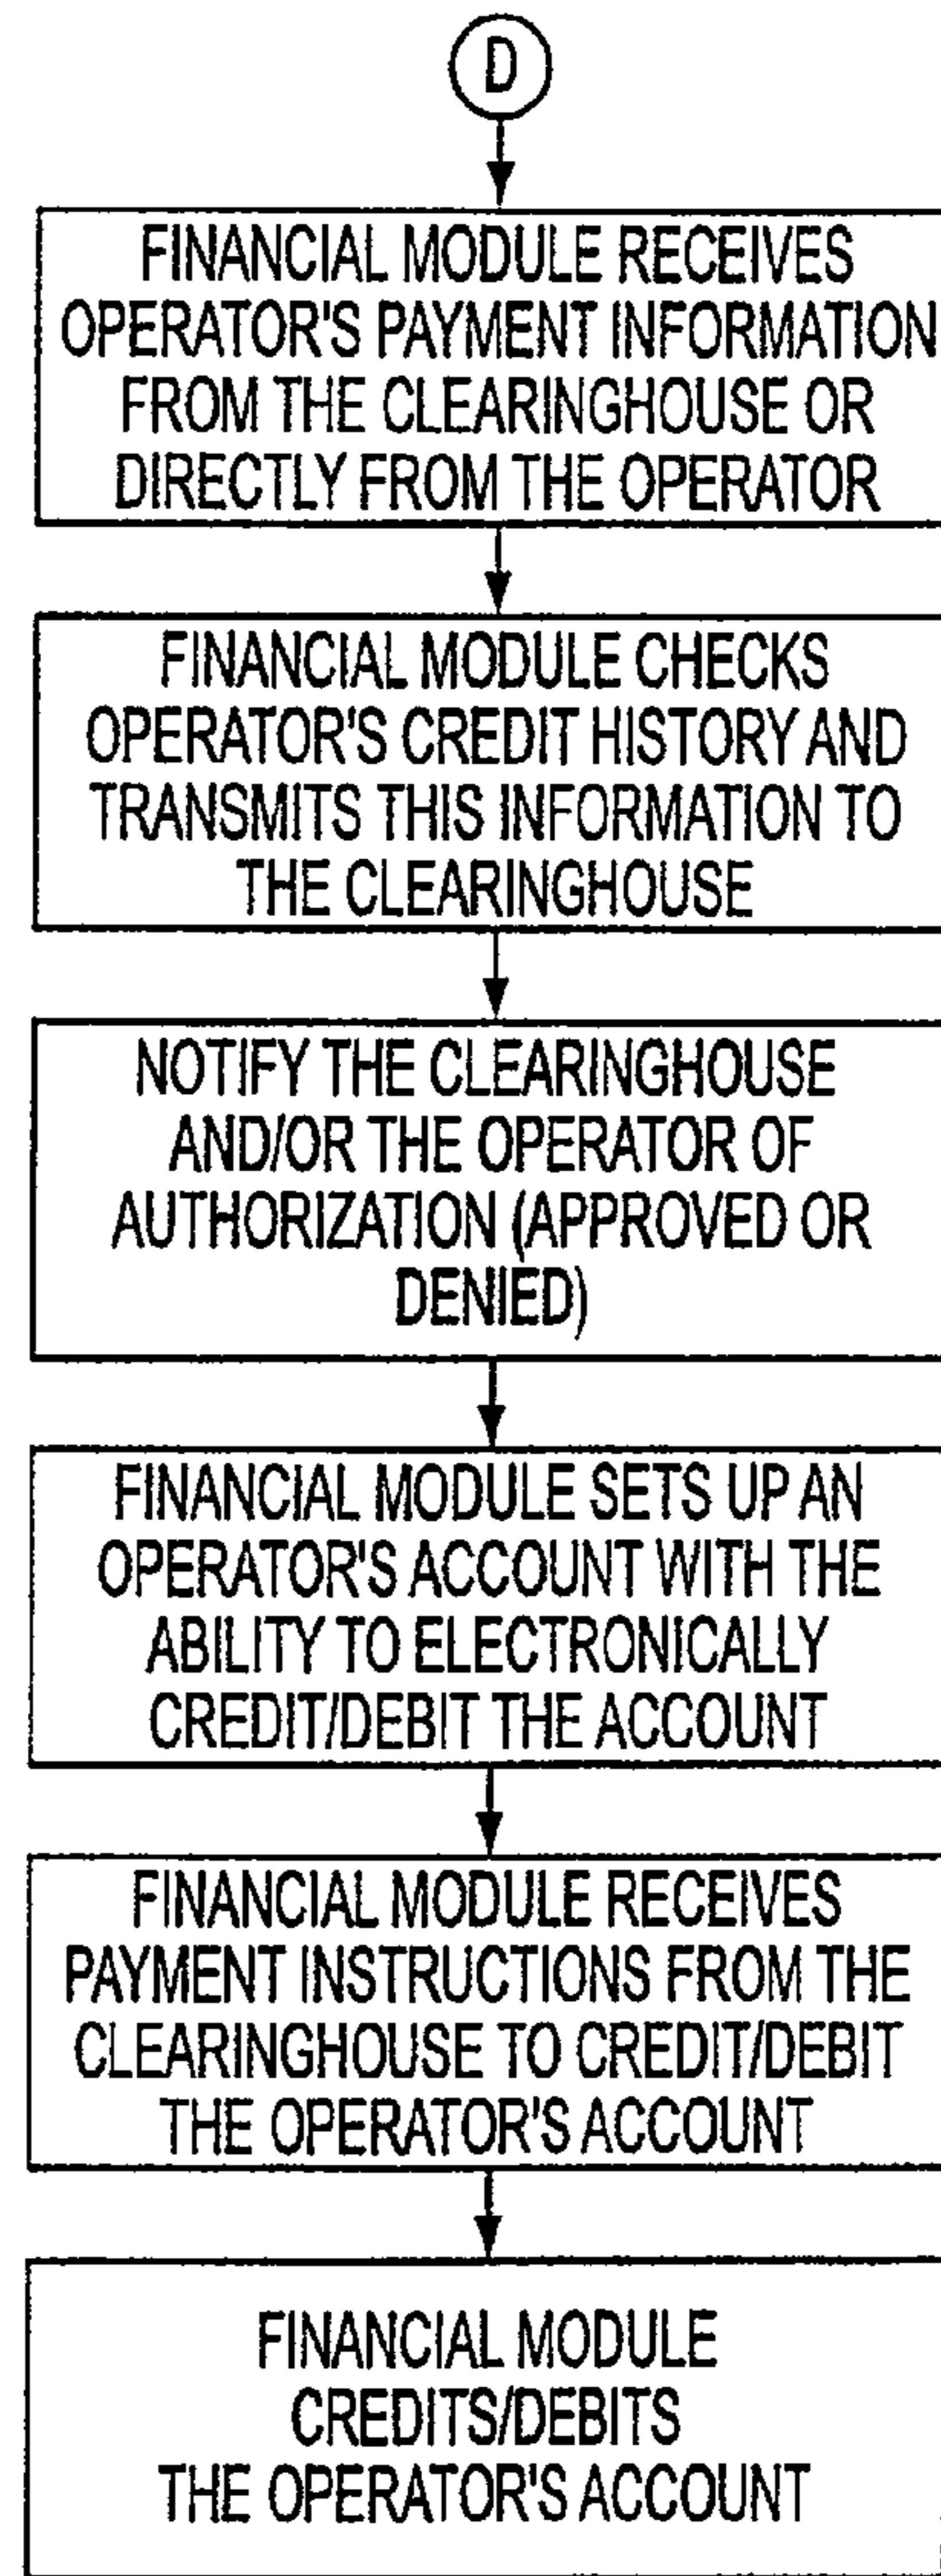 D
FINANCIAL MODULE RECEIVES
OPERATOR'S PAYMENT INFORMATION
FROM THE CLEARINGHOUSE OR
DIRECTLY FROM THE OPERATOR
FINANCIAL MODULE CHECKS
OPERATOR'S CREDIT HISTORY AND
TRANSMITS THIS INFORMATION TO
THE CLEARINGHOUSE
NOTIFY THE CLEARINGHOUSE
AND/OR THE OPERATOR OF
AUTHORIZATION (APPROVED OR
DENIED)
FINANCIAL MODULE SETS UP AN
OPERATOR'S ACCOUNT WITH THE
ABILITY TO ELECTRONICALLY
CREDIT/DEBIT THE ACCOUNT
FINANCIAL MODULE RECEIVES
PAYMENT INSTRUCTIONS FROM THE
CLEARINGHOUSE TO CREDIT/DEBIT
THE OPERATOR'S ACCOUNT
FINANCIAL MODULE
CREDITS/DEBITS
THE OPERATOR'S ACCOUNT